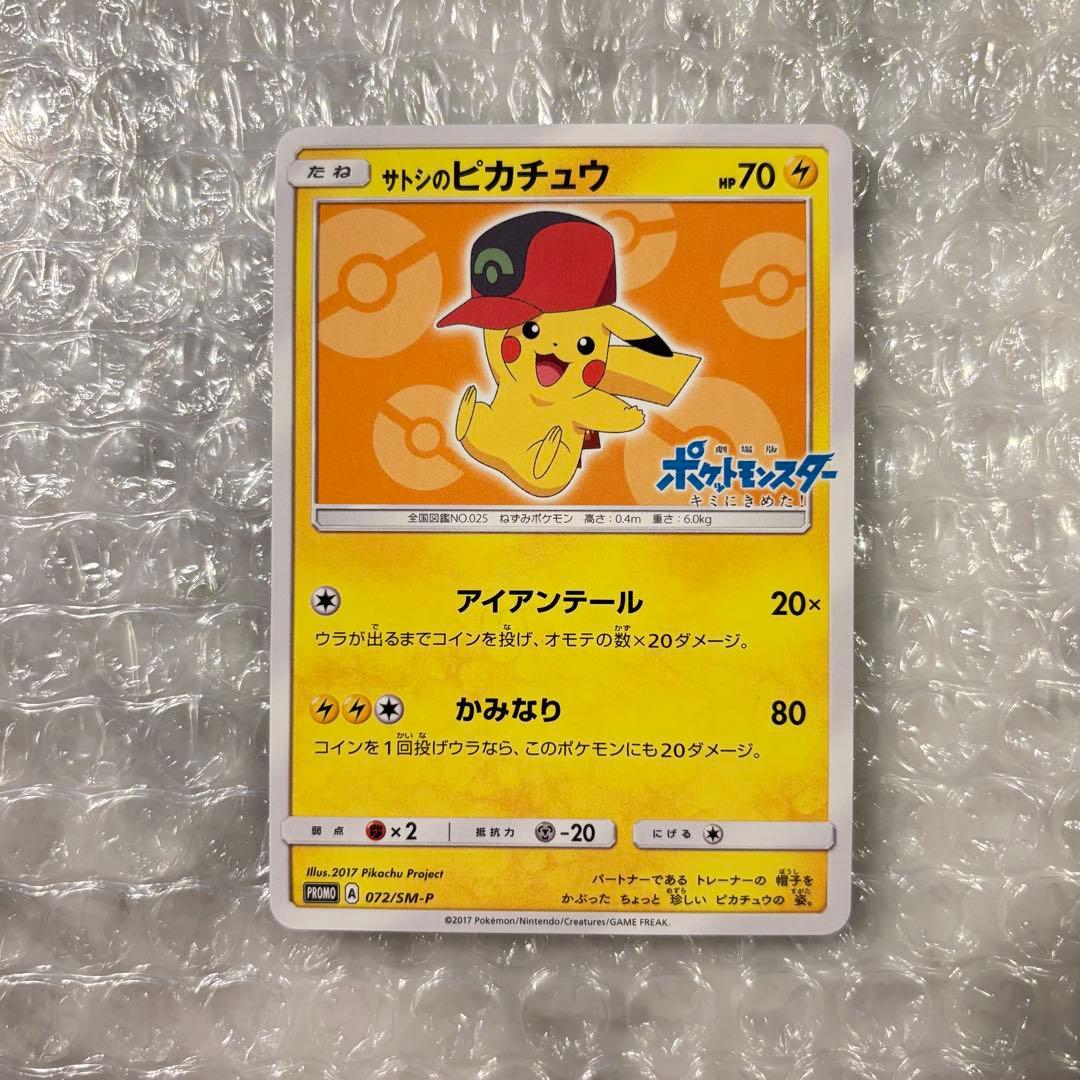 たね サトシのピカチュウ HP 70
劇場版
ポケットモンスター
キミにきめた!
全国図鑑NO.025 ねずみポケモン 高さ:0.4m 重さ:6.0kg
アイアンテール 20×
ウラが出るまでコインを投げ、オモテの数×20ダメージ。
かみなり 80
コインを1回投げウラなら、このポケモンにも20ダメージ。
弱点 ×2 抵抗力 -20 にげる
Illus.2017 Pikachu Project
PROMO A 072/SM-P
パートナーである トレーナーの 帽子を
かぶった ちょっと 珍しい ピカチュウの 姿。
©2017 Pokémon/Nintendo/Creatures/GAME FREAK.